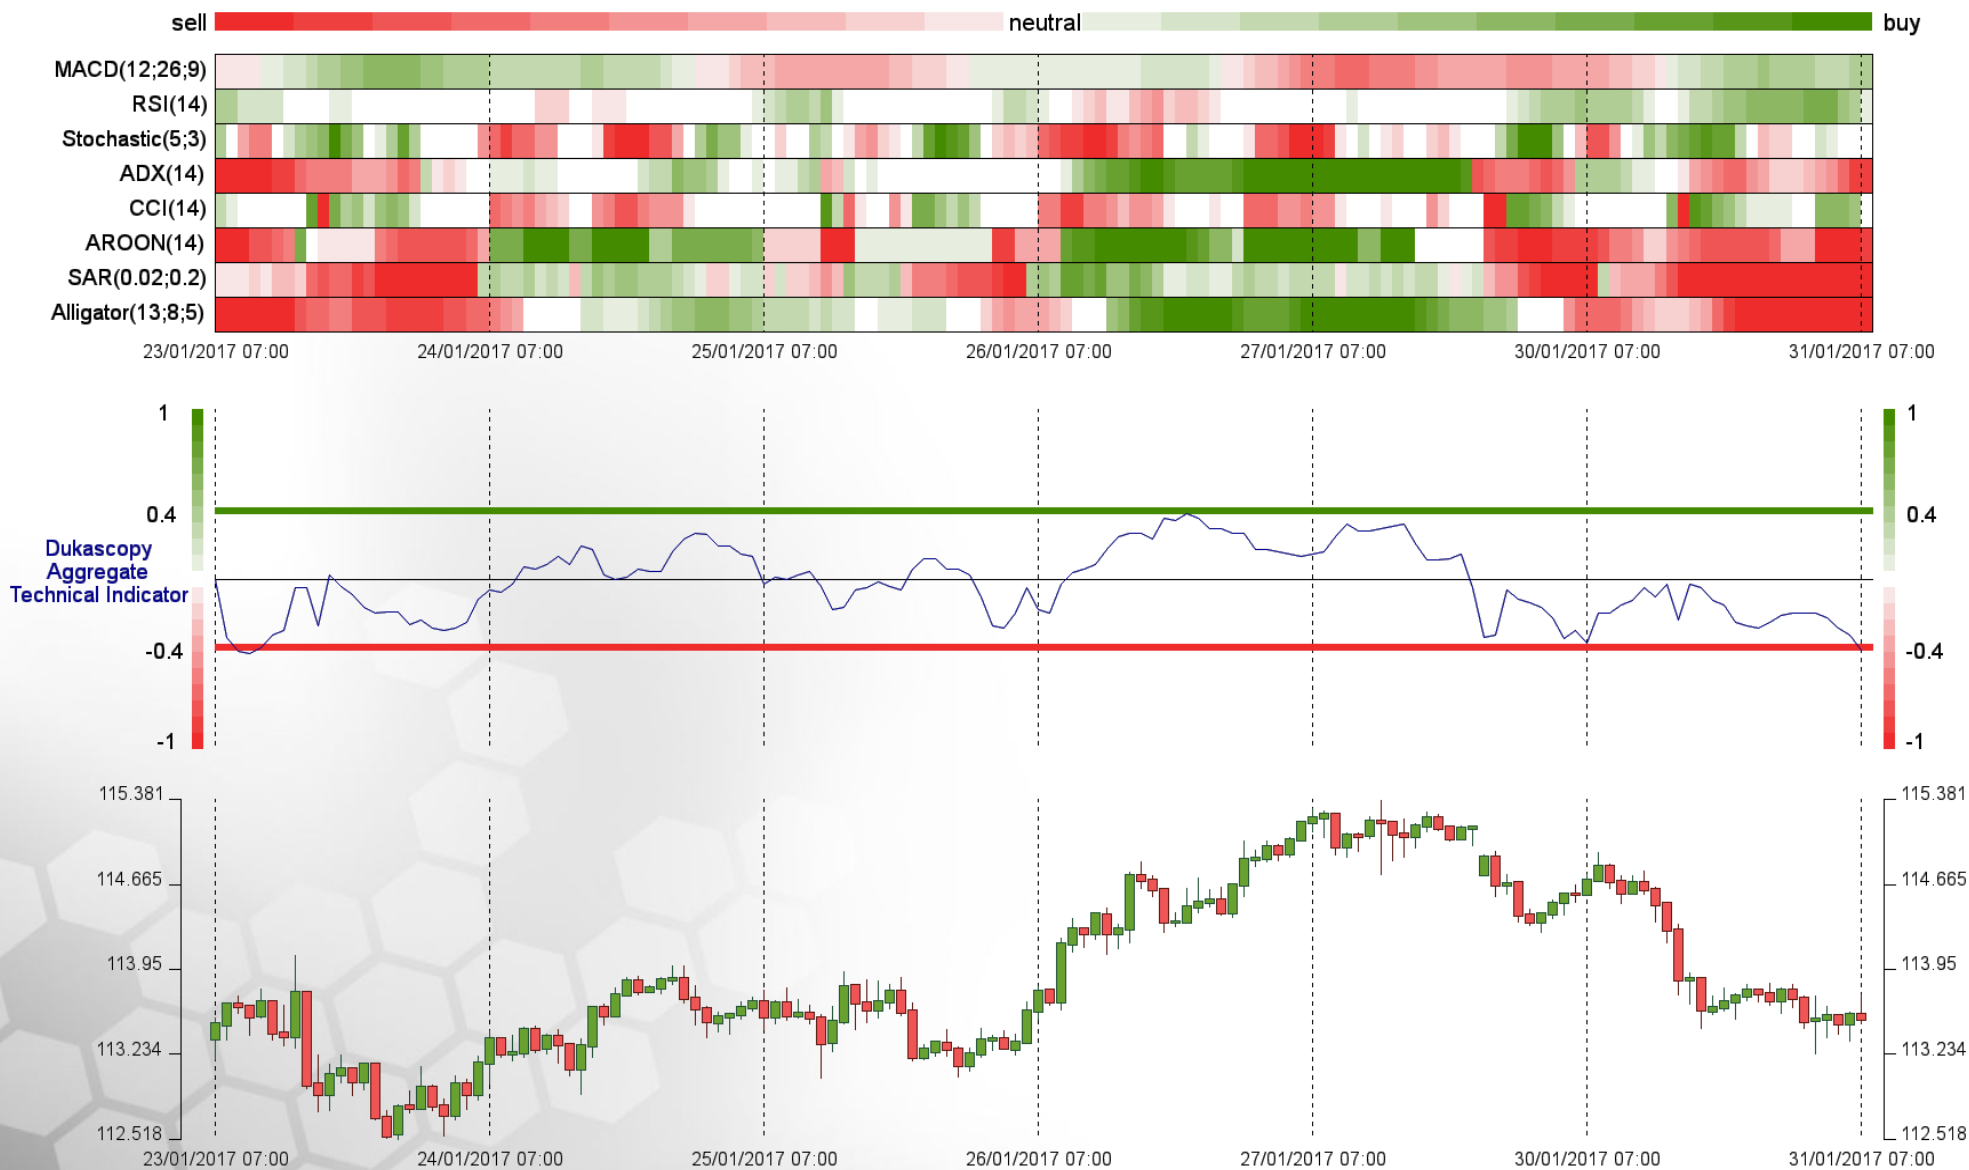 sell neutral buy
MACD(12;26;9)
RSI(14)
Stochastic(5;3)
ADX(14)
CCI(14)
AROON(14)
SAR(0.02;0.2)
Alligator(13;8;5)
23/01/2017 07:00 24/01/2017 07:00 25/01/2017 07:00 26/01/2017 07:00 27/01/2017 07:00 30/01/2017 07:00 31/01/2017 07:00
1 1
0.4 0.4
Dukascopy
Aggregate
Technical Indicator
-0.4 -0.4
-1 -1
115.381 115.381
114.665 114.665
113.95 113.95
113.234 113.234
112.518 112.518
23/01/2017 07:00 24/01/2017 07:00 25/01/2017 07:00 26/01/2017 07:00 27/01/2017 07:00 30/01/2017 07:00 31/01/2017 07:00